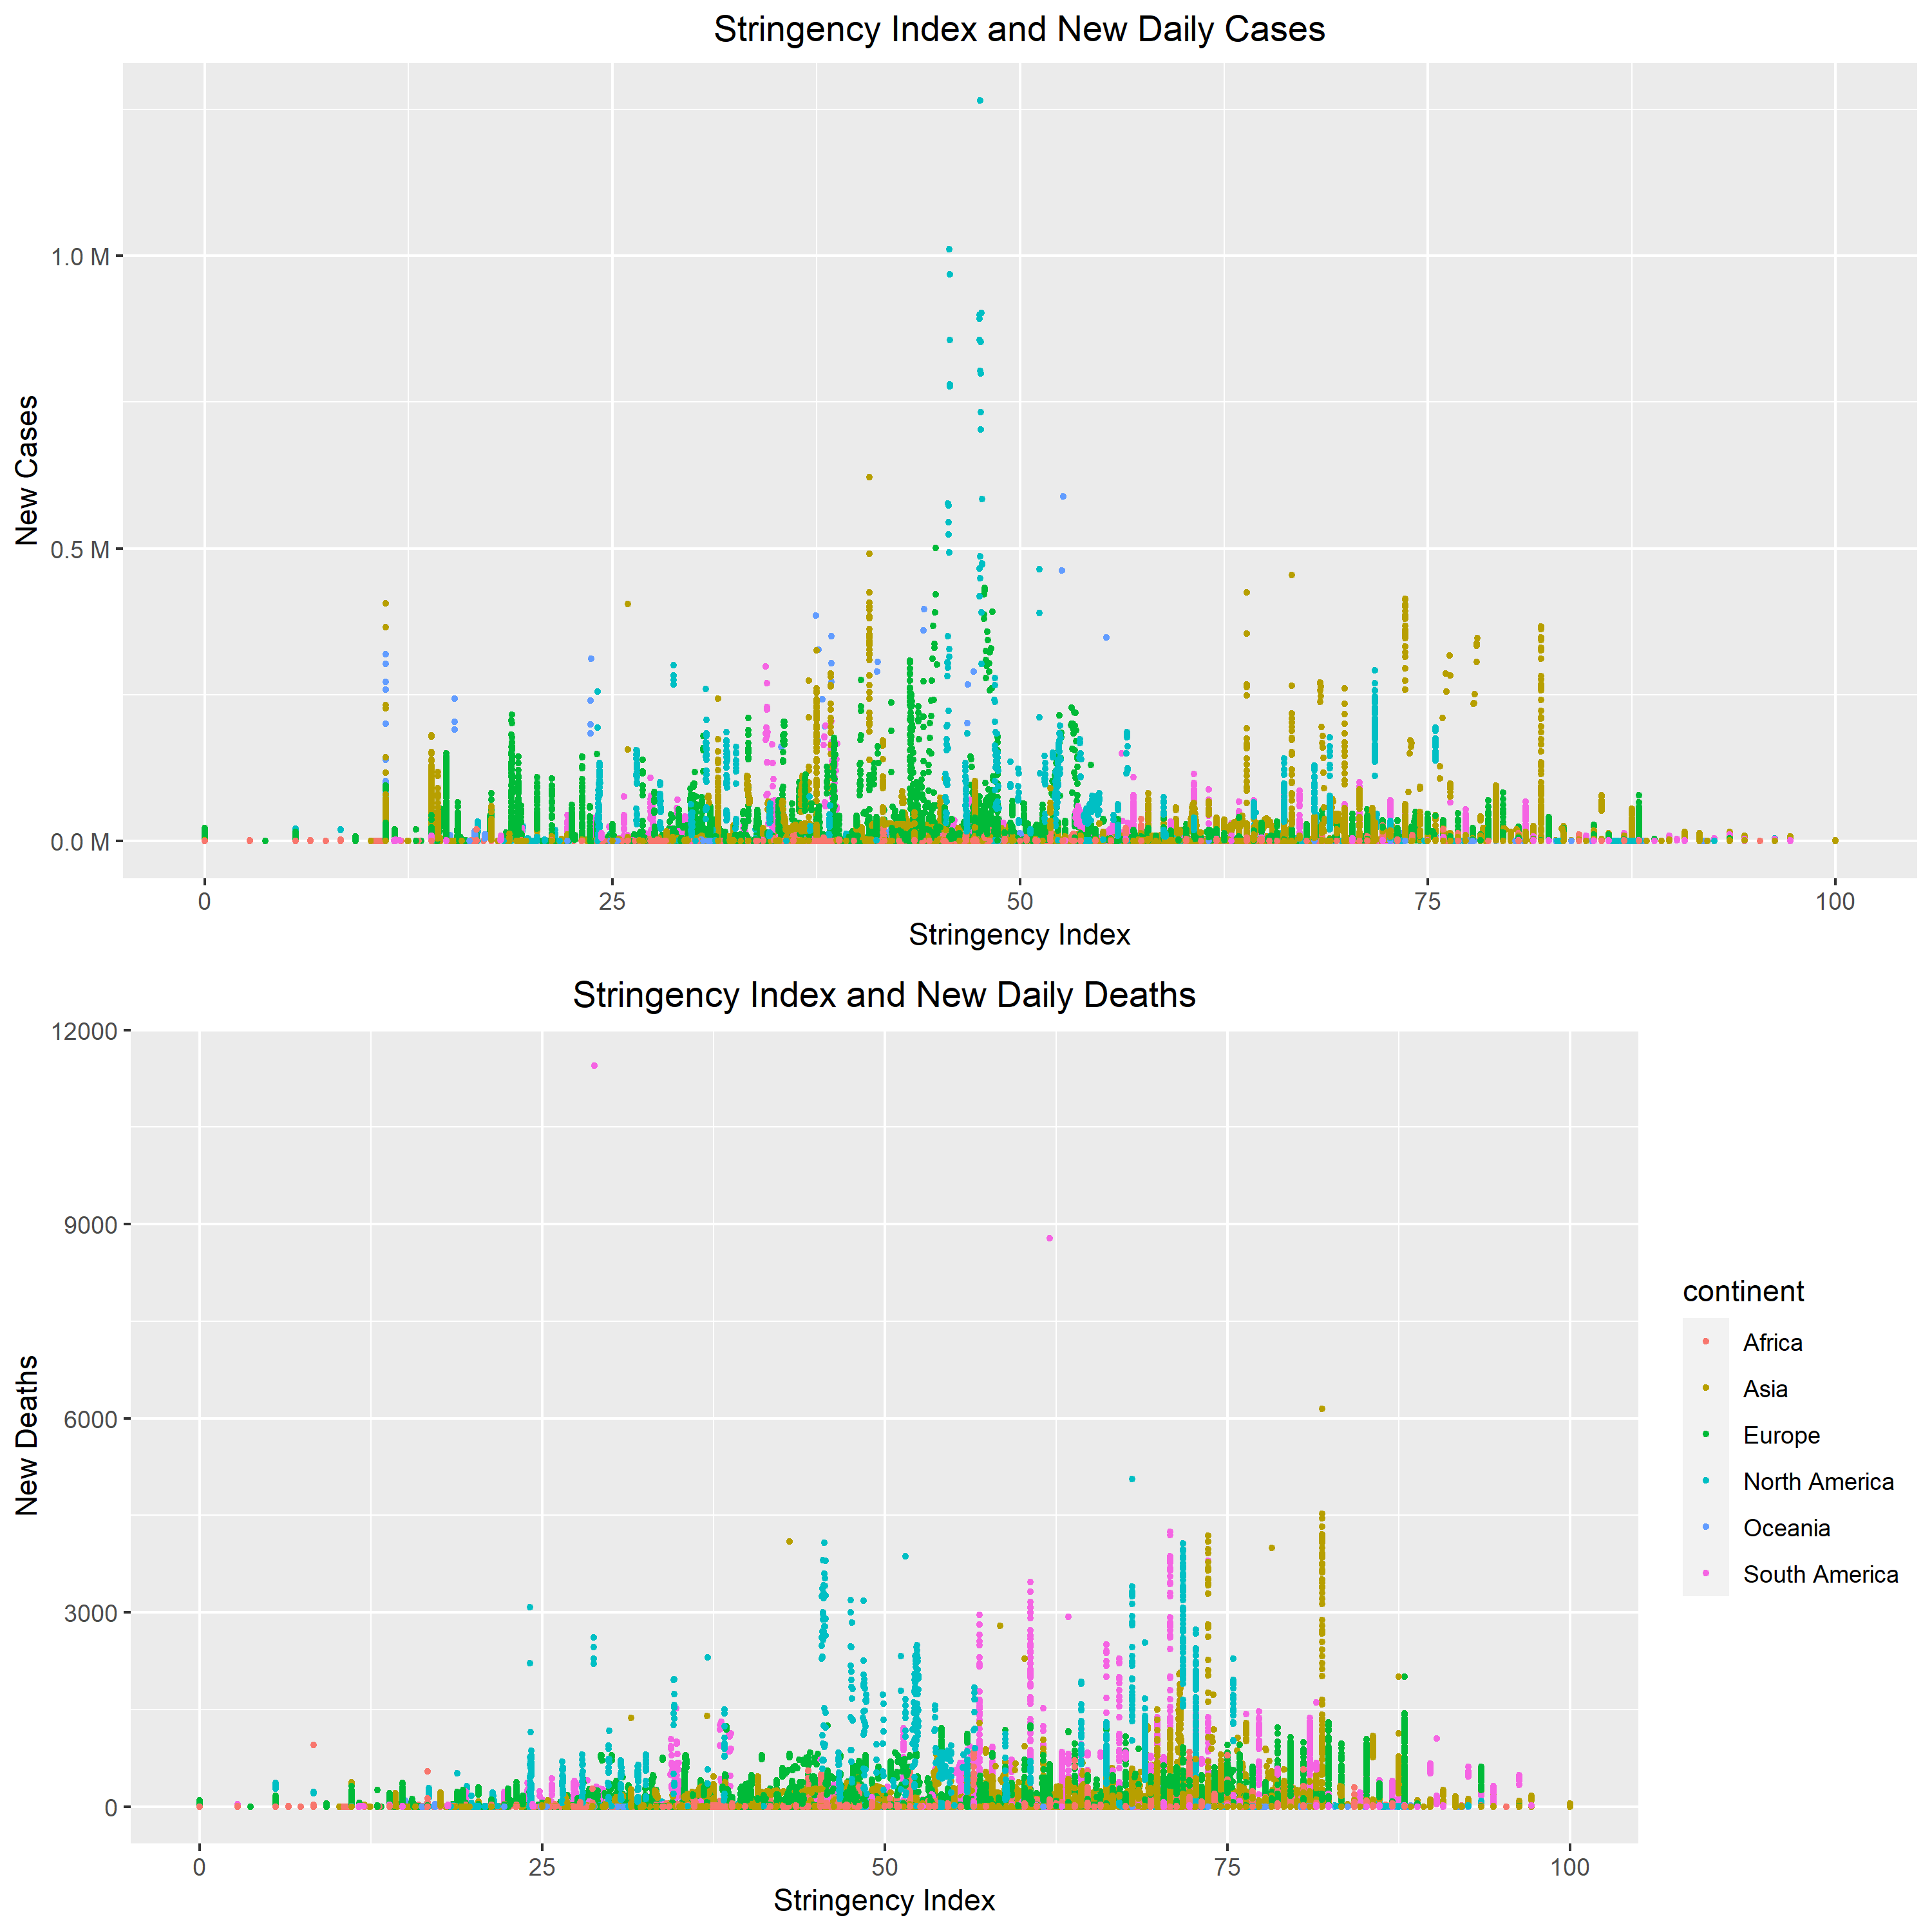 Stringency Index and New Daily Cases
New Cases
1.0 M
0.5 M
0.0 M
0 25 50 75 100
Stringency Index
Stringency Index and New Daily Deaths
New Deaths
12000
9000
6000
3000
0
0 25 50 75 100
Stringency Index
continent
Africa
Asia
Europe
North America
Oceania
South America